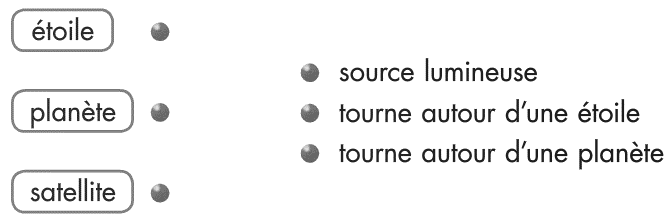 étoile
planète
satellite
source lumineuse
tourne autour d'une étoile
tourne autour d'une planète